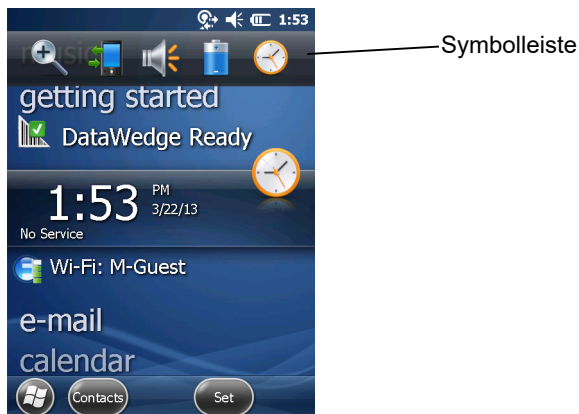 1:53
Symbolleiste
music
getting started
DataWedge Ready
1:53 PM
3/22/13
No Service
Wi-Fi: M-Guest
e-mail
calendar
Contacts
Set